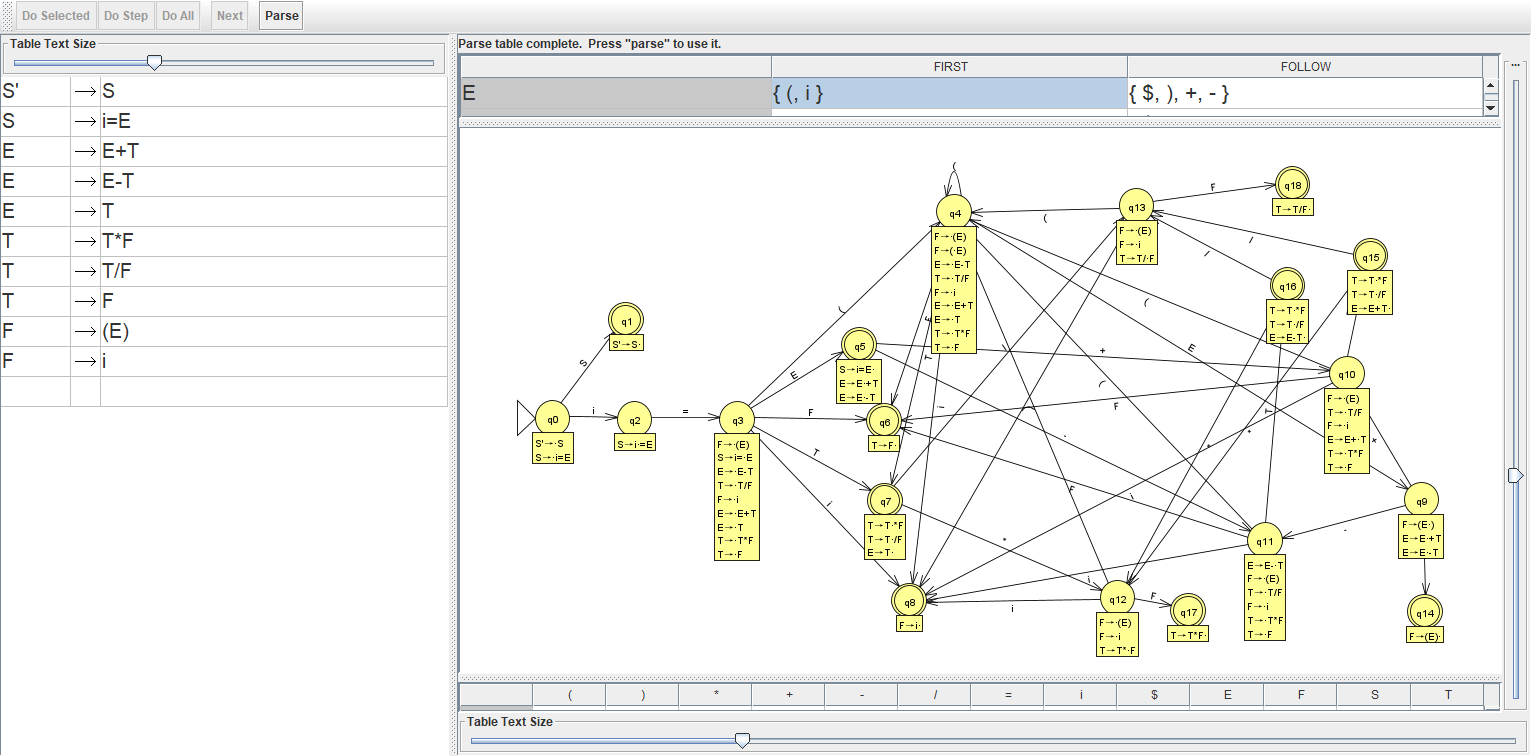 Do Selected Do Step Do All Next Parse
Table Text Size
S' → S
S → i=E
E → E+T
E → E-T
E → T
T → T*F
T → T/F
T → F
F → (E)
F → i
Parse table complete. Press "parse" to use it.
FIRST FOLLOW
E { (, i } { $, ), +, - }
q0
S'→·S
S→·i=E
S
q1
S'→S·
i
q2
S→i·=E
=
q3
F→·(E)
S→i=·E
E→·E-T
T→·T/F
F→·i
E→·E+T
E→·T
T→·T*F
T→·F
(
E
F
T
i
(
q4
F→·(E)
F→(·E)
E→·E-T
T→·T/F
F→·i
E→·E+T
E→·T
T→·T*F
T→·F
q5
S→i=E·
E→E·+T
E→E·-T
q6
T→F·
q7
T→T·*F
T→T·/F
E→T·
q8
F→i·
q13
F→·(E)
F→·i
T→T/·F
F
q18
T→T/F·
q16
T→T·*F
T→T·/F
E→E-T·
q15
T→T·*F
T→T·/F
E→E+T·
q10
F→·(E)
T→·T/F
F→·i
E→E+·T
T→·T*F
T→·F
q9
F→(E·)
E→E·+T
E→E·-T
q14
F→(E)·
q11
E→E-·T
F→·(E)
T→·T/F
F→·i
T→·T*F
T→·F
q12
F→·(E)
F→·i
T→T*·F
F
q17
T→T*F·
( ) * + - / = i $ E F S T
Table Text Size